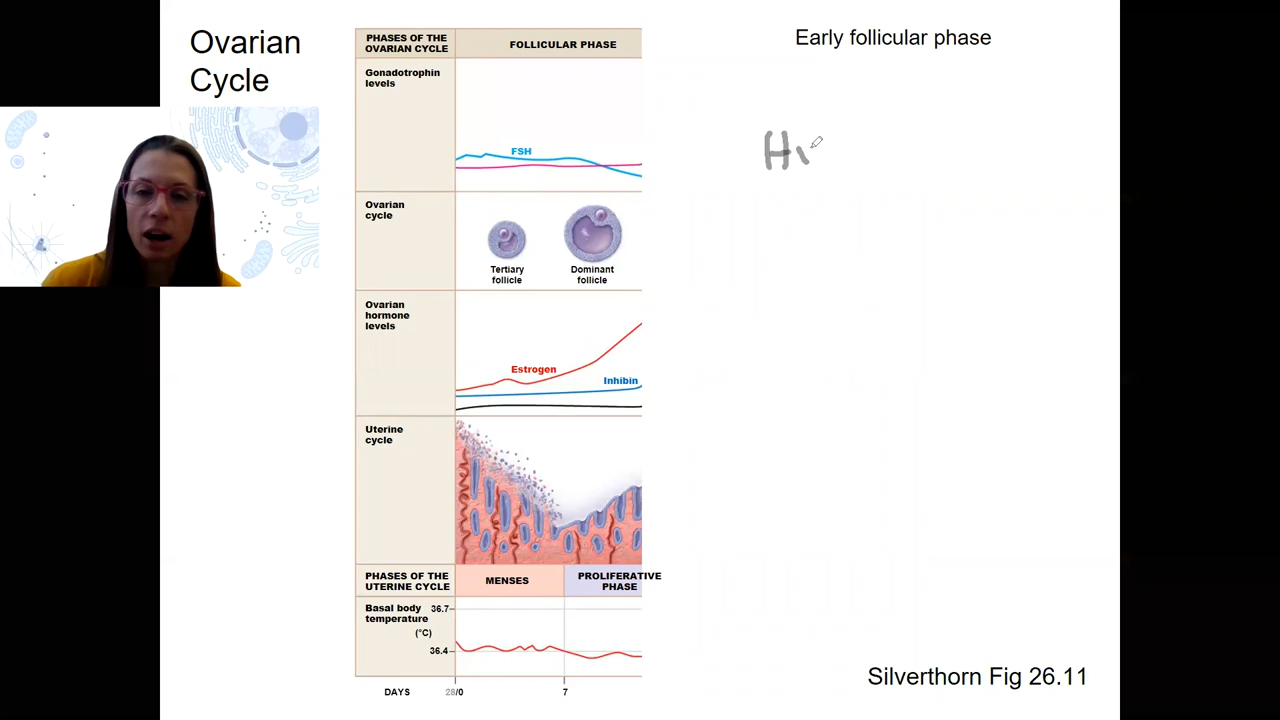 Ovarian
Cycle
PHASES OF THE
OVARIAN CYCLE
FOLLICULAR PHASE
Gonadotrophin
levels
FSH
Ovarian
cycle
Tertiary
follicle
Dominant
follicle
Ovarian
hormone
levels
Estrogen
Inhibin
Uterine
cycle
PHASES OF THE
UTERINE CYCLE
MENSES
PROLIFERATIVE
PHASE
Basal body
temperature
(°C)
36.7
36.4
DAYS
28/0
7
Early follicular phase
Silverthorn Fig 26.11